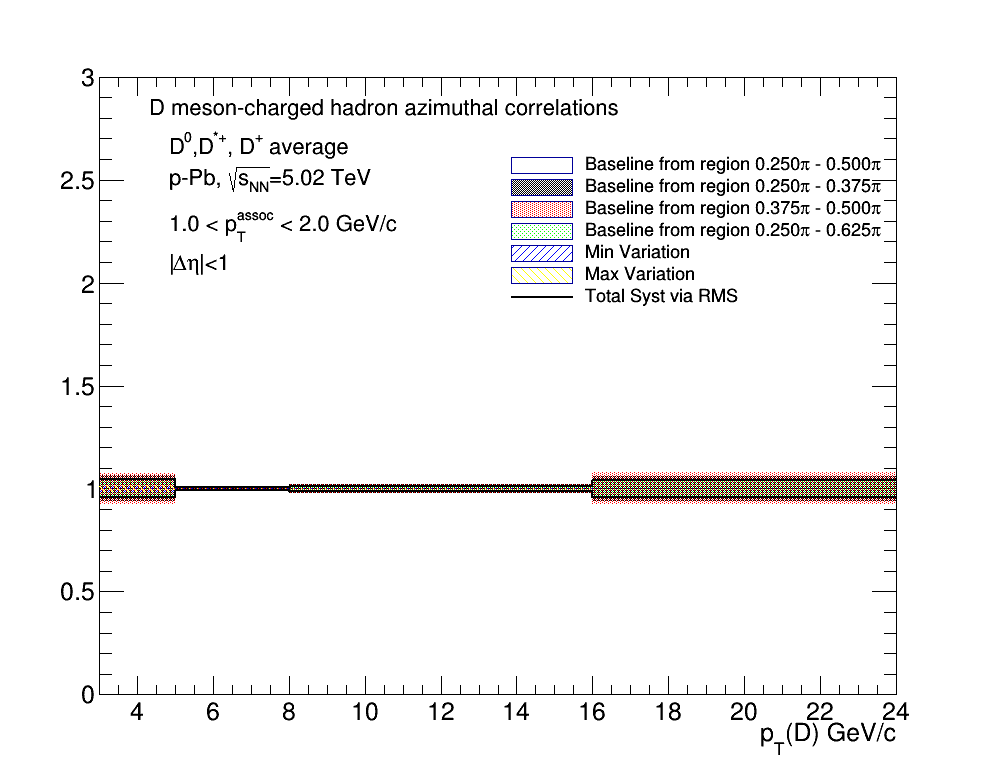 D meson-charged hadron azimuthal correlations
D⁰,D*⁺, D⁺ average
p-Pb, √s_NN=5.02 TeV
1.0 < p_T^assoc < 2.0 GeV/c
|Δη|<1
Baseline from region 0.250π - 0.500π
Baseline from region 0.250π - 0.375π
Baseline from region 0.375π - 0.500π
Baseline from region 0.250π - 0.625π
Min Variation
Max Variation
Total Syst via RMS
3
2.5
2
1.5
1
0.5
0
4 6 8 10 12 14 16 18 20 22 24
p_T(D) GeV/c